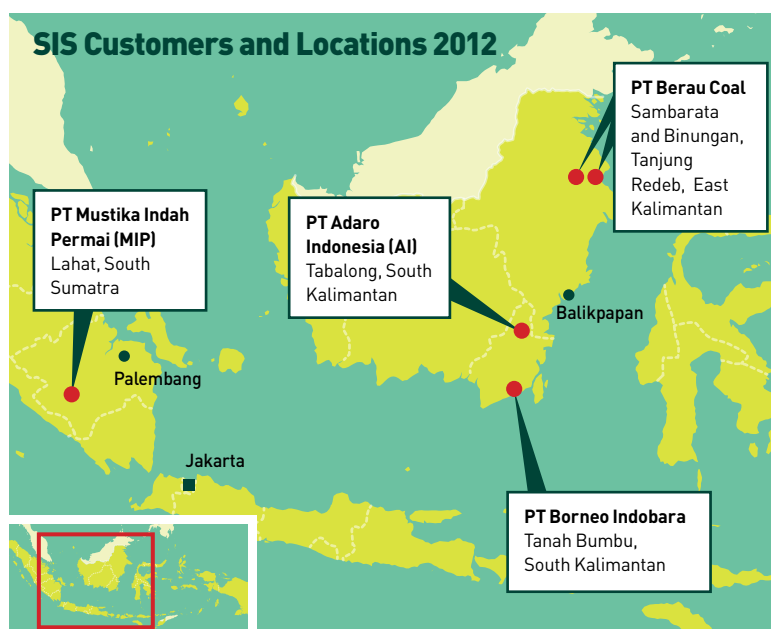 SIS Customers and Locations 2012
PT Berau Coal
Sambarata
and Binungan,
Tanjung
Redeb, East
Kalimantan
PT Mustika Indah
Permai (MIP)
Lahat, South
Sumatra
PT Adaro
Indonesia (AI)
Tabalong, South
Kalimantan
Balikpapan
Palembang
Jakarta
PT Borneo Indobara
Tanah Bumbu,
South Kalimantan